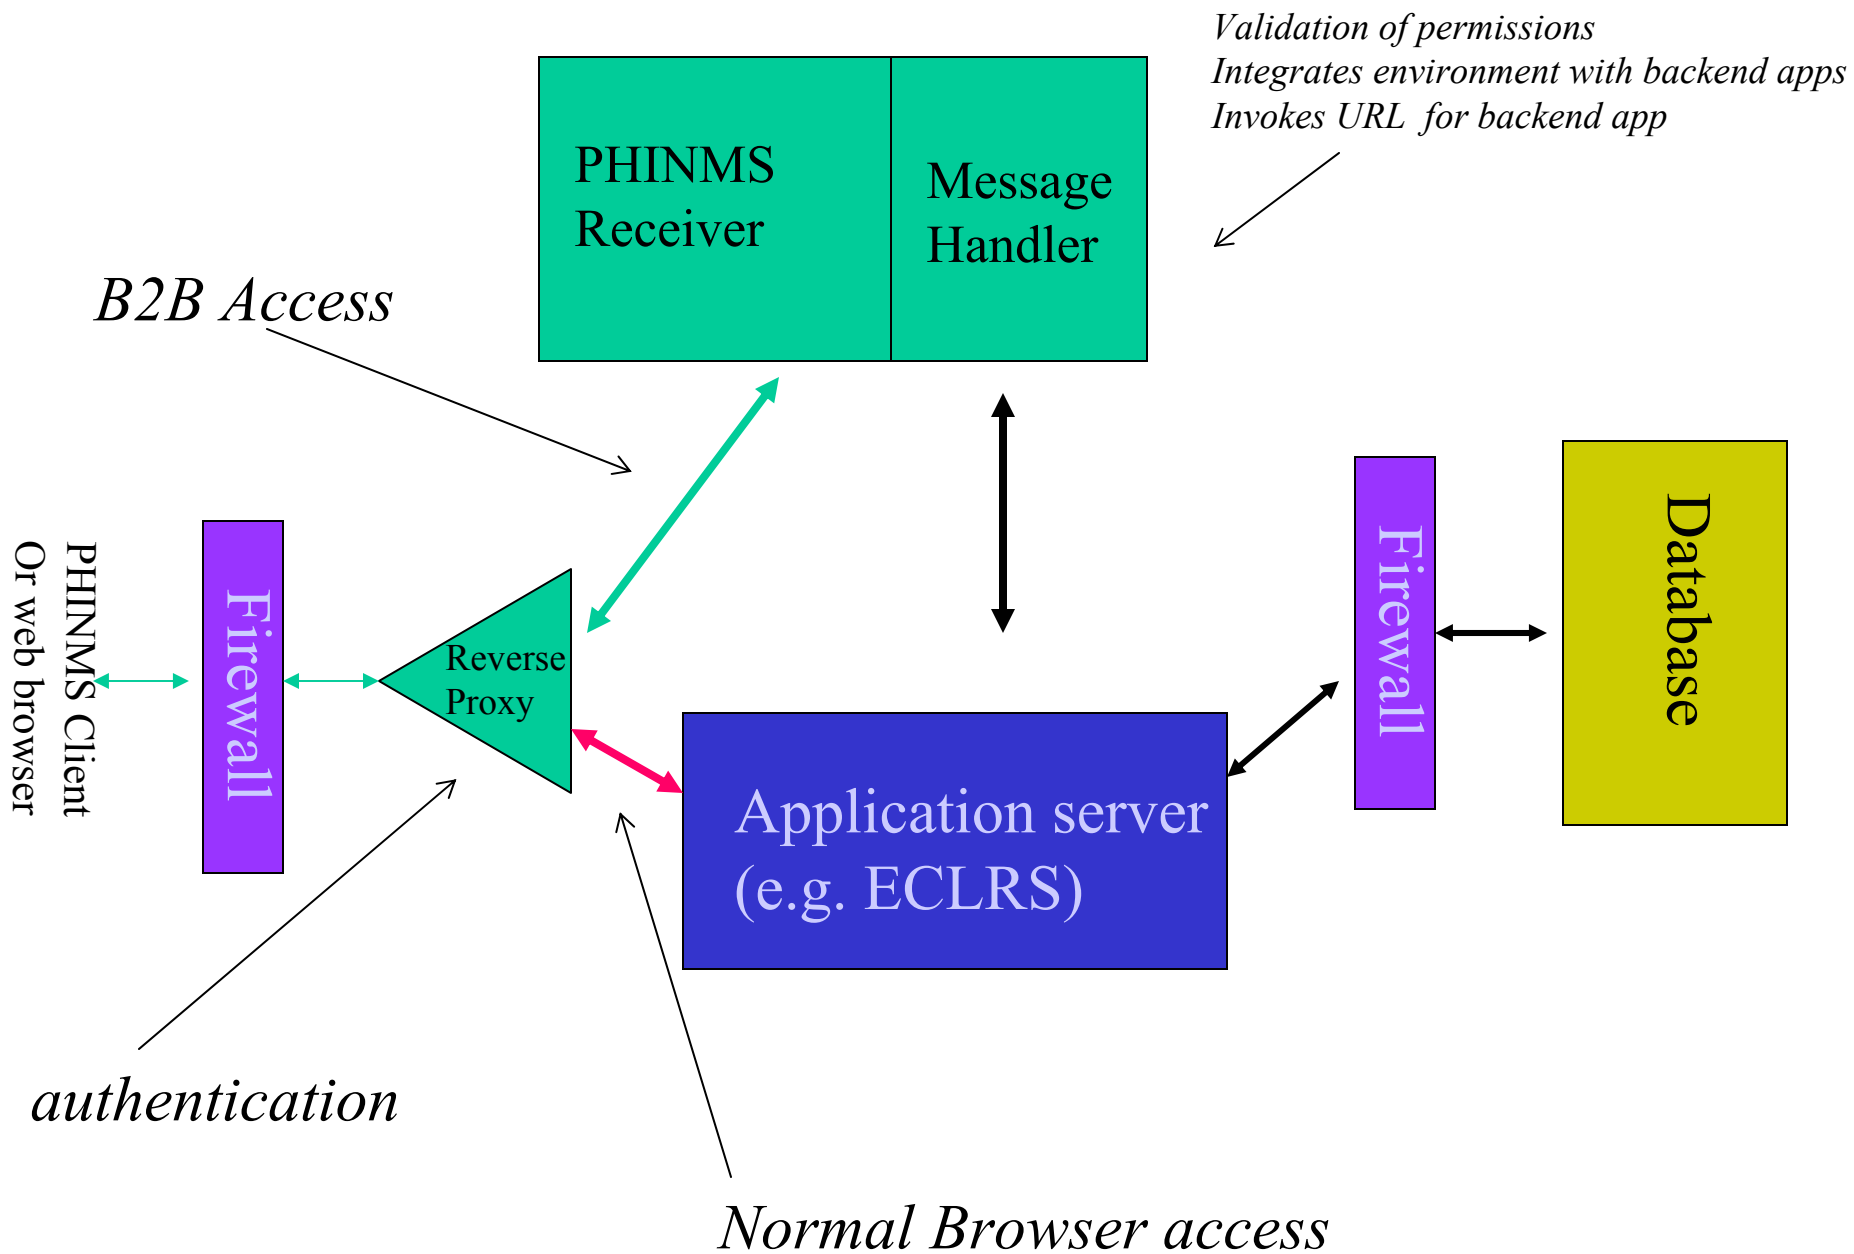 Validation of permissions
Integrates environment with backend apps
Invokes URL for backend app
PHINMS
Receiver
Message
Handler
B2B Access
PHINMS Client
Or web browser
Firewall
Reverse
Proxy
Application server
(e.g. ECLRS)
Firewall
Database
authentication
Normal Browser access